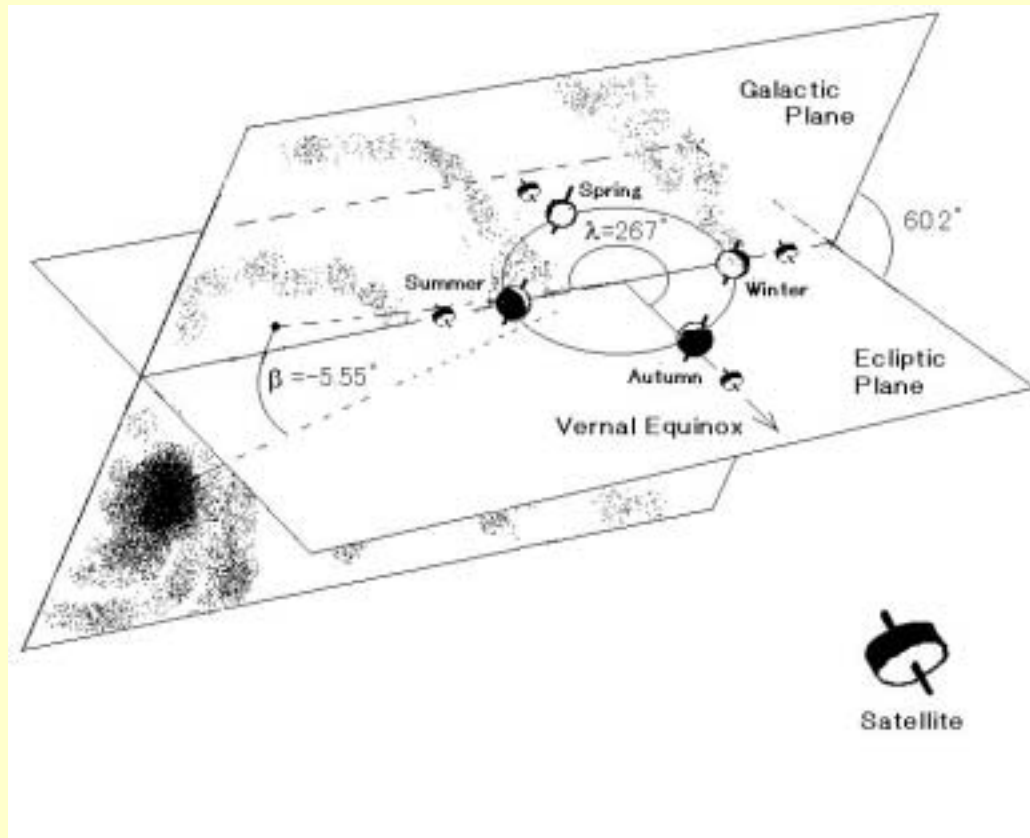 Galactic
Plane
Spring
λ=267°
60.2°
Summer
Winter
β=-5.55°
Autumn
Ecliptic
Plane
Vernal Equinox
Satellite